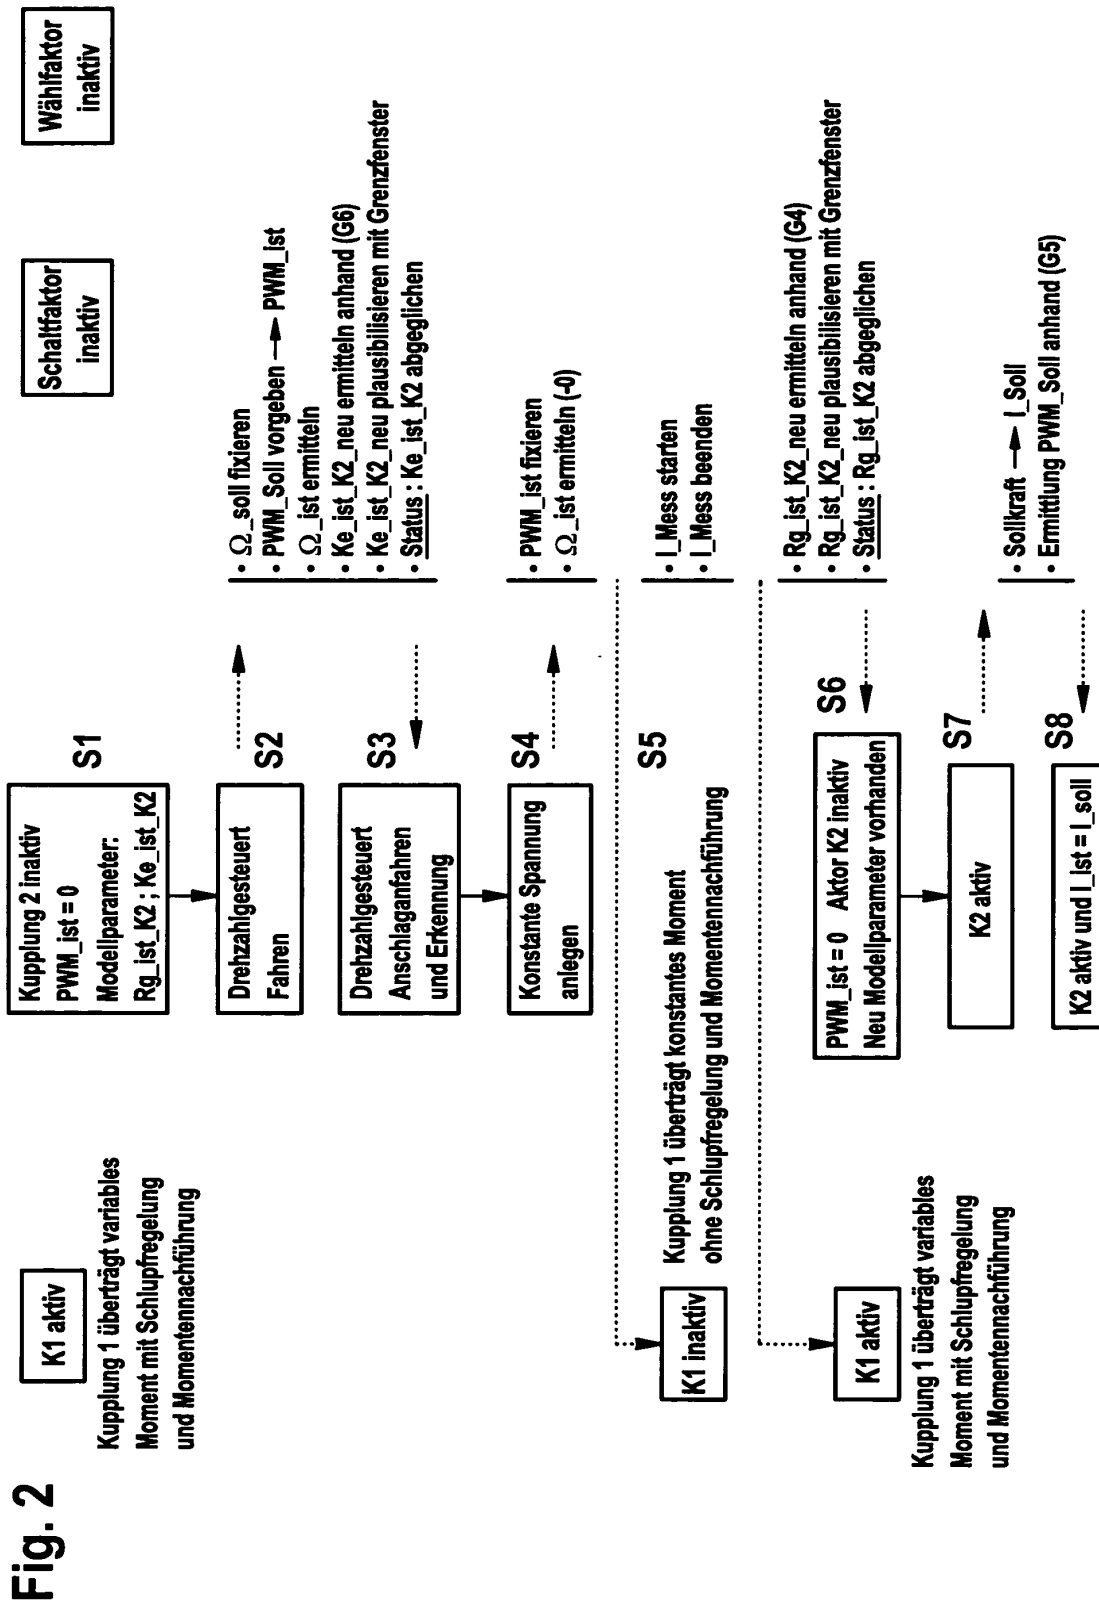 Fig. 2
K1 aktiv
Kupplung 1 überträgt variables
Moment mit Schlupfregelung
und Momentennachführung
Kupplung 2 inaktiv
PWM_ist = 0
Modellparameter:
Rg_ist_K2 ; Ke_ist_K2
S1
Schaltfaktor
inaktiv
Wählfaktor
inaktiv
Drehzahlgesteuert
Fahren
S2
• Ω_soll fixieren
• PWM_Soll vorgeben → PWM_ist
• Ω_ist ermitteln
• Ke_ist_K2_neu ermitteln anhand (G6)
• Ke_ist_K2_neu plausibilisieren mit Grenzfenster
• Status : Ke_ist_K2 abgeglichen
Drehzahlgesteuert
Anschlaganfahren
und Erkennung
S3
Konstante Spannung
anlegen
S4
• PWM_ist fixieren
• Ω_ist ermitteln (-0)
K1 inaktiv
Kupplung 1 überträgt konstantes Moment
ohne Schlupfregelung und Momentennachführung
S5
• I_Mess starten
• I_Mess beenden
K1 aktiv
Kupplung 1 überträgt variables
Moment mit Schlupfregelung
und Momentennachführung
PWM_ist = 0 Aktor K2 inaktiv
Neu Modellparameter vorhanden
S6
• Rg_ist_K2_neu ermitteln anhand (G4)
• Rg_ist_K2_neu plausibilisieren mit Grenzfenster
• Status : Rg_ist_K2 abgeglichen
K2 aktiv
S7
• Sollkraft → I_Soll
• Ermittlung PWM_Soll anhand (G5)
K2 aktiv und I_ist = I_soll
S8